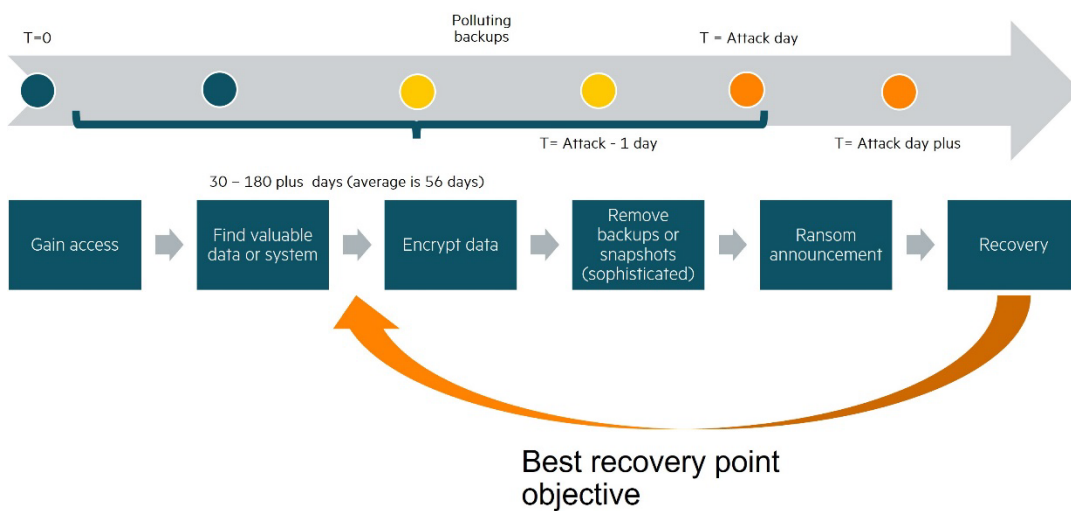 Polluting
backups
T=0
T = Attack day
T= Attack - 1 day
T= Attack day plus
30 – 180 plus days (average is 56 days)
Gain access
Find valuable
data or system
Encrypt data
Remove
backups or
snapshots
(sophisticated)
Ransom
announcement
Recovery
Best recovery point
objective